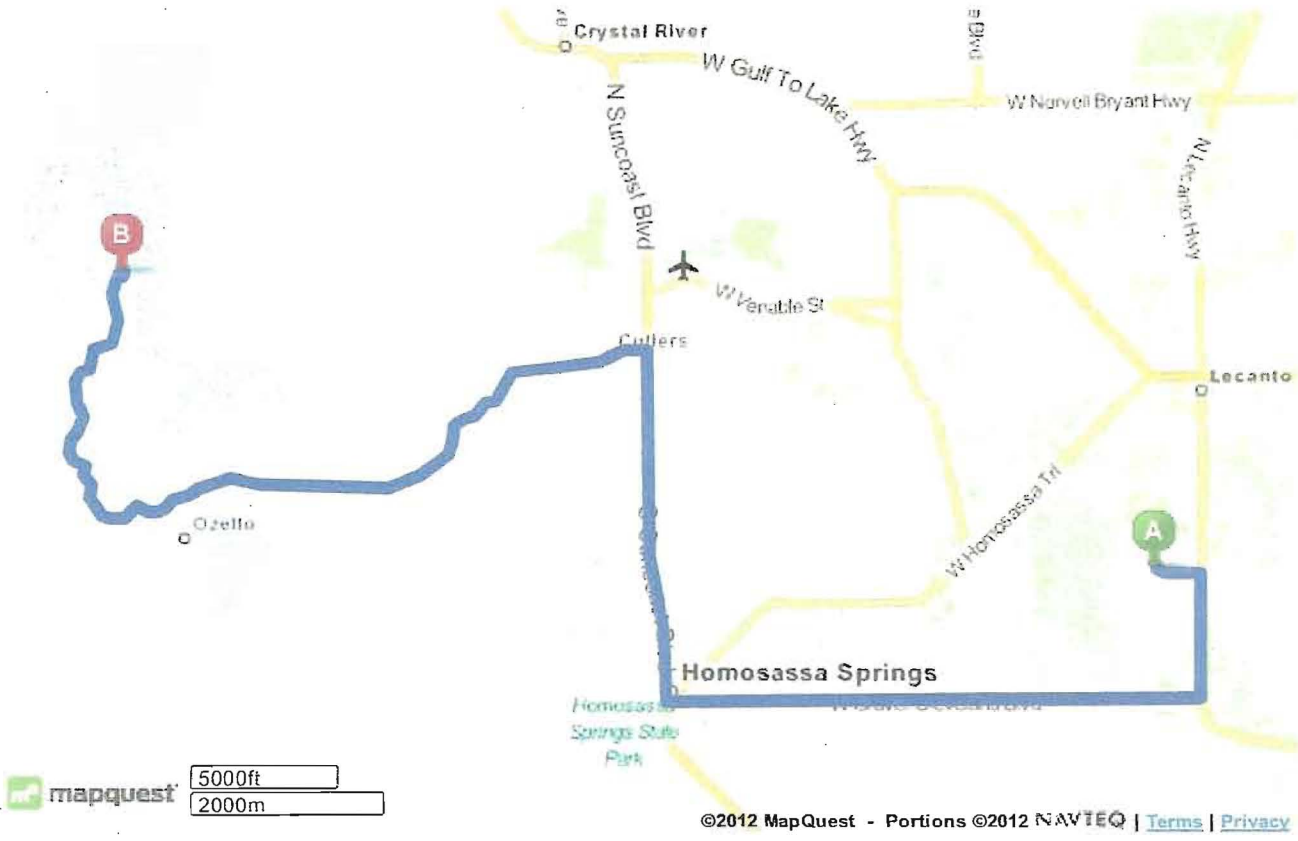 Crystal River
W Gulf To Lake Hwy
Blvd
W Norvell Bryant Hwy
N Suncoast Blvd
N Lecanto Hwy
B
W Venable St
Lecanto
Ozello
W Homosassa Trl
A
Homosassa Springs
Homosassa
Springs State
Park
mapquest
5000ft
2000m
©2012 MapQuest - Portions ©2012 NAVTEQ | Terms | Privacy